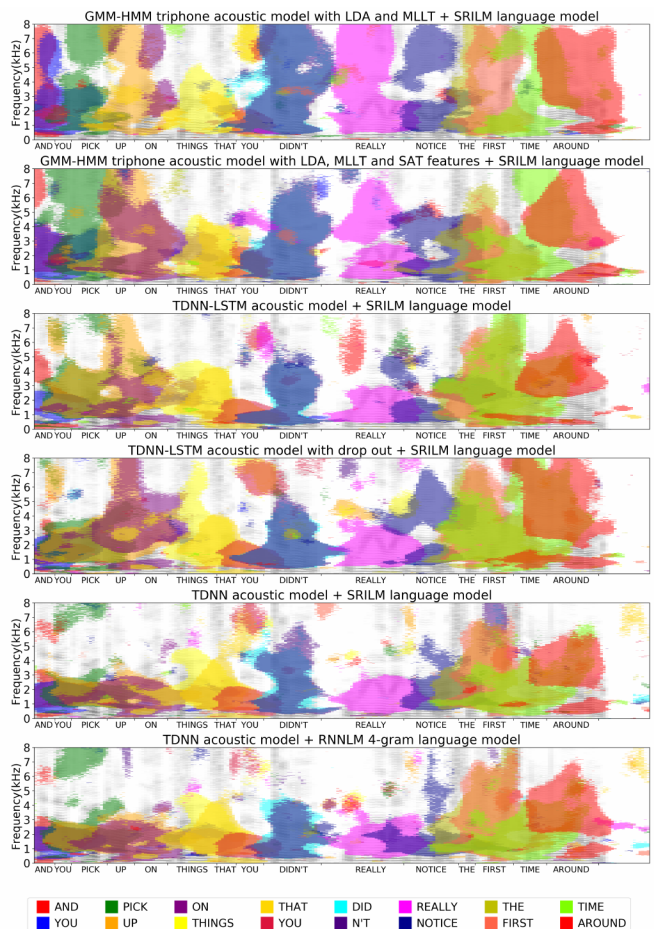 GMM-HMM triphone acoustic model with LDA and MLLT + SRILM language model
Frequency(kHz)
8
7
6
5
4
3
2
1
0
AND YOU PICK UP ON THINGS THAT YOU DIDN'T REALLY NOTICE THE FIRST TIME AROUND
GMM-HMM triphone acoustic model with LDA, MLLT and SAT features + SRILM language model
Frequency(kHz)
8
7
6
5
4
3
2
1
0
AND YOU PICK UP ON THINGS THAT YOU DIDN'T REALLY NOTICE THE FIRST TIME AROUND
TDNN-LSTM acoustic model + SRILM language model
Frequency(kHz)
8
7
6
5
4
3
2
1
0
AND YOU PICK UP ON THINGS THAT YOU DIDN'T REALLY NOTICE THE FIRST TIME AROUND
TDNN-LSTM acoustic model with drop out + SRILM language model
Frequency(kHz)
8
7
6
5
4
3
2
1
0
AND YOU PICK UP ON THINGS THAT YOU DIDN'T REALLY NOTICE THE FIRST TIME AROUND
TDNN acoustic model + SRILM language model
Frequency(kHz)
8
7
6
5
4
3
2
1
0
AND YOU PICK UP ON THINGS THAT YOU DIDN'T REALLY NOTICE THE FIRST TIME AROUND
TDNN acoustic model + RNNLM 4-gram language model
Frequency(kHz)
8
7
6
5
4
3
2
1
0
AND YOU PICK UP ON THINGS THAT YOU DIDN'T REALLY NOTICE THE FIRST TIME AROUND
AND PICK ON THAT DID REALLY THE TIME
YOU UP THINGS YOU N'T NOTICE FIRST AROUND